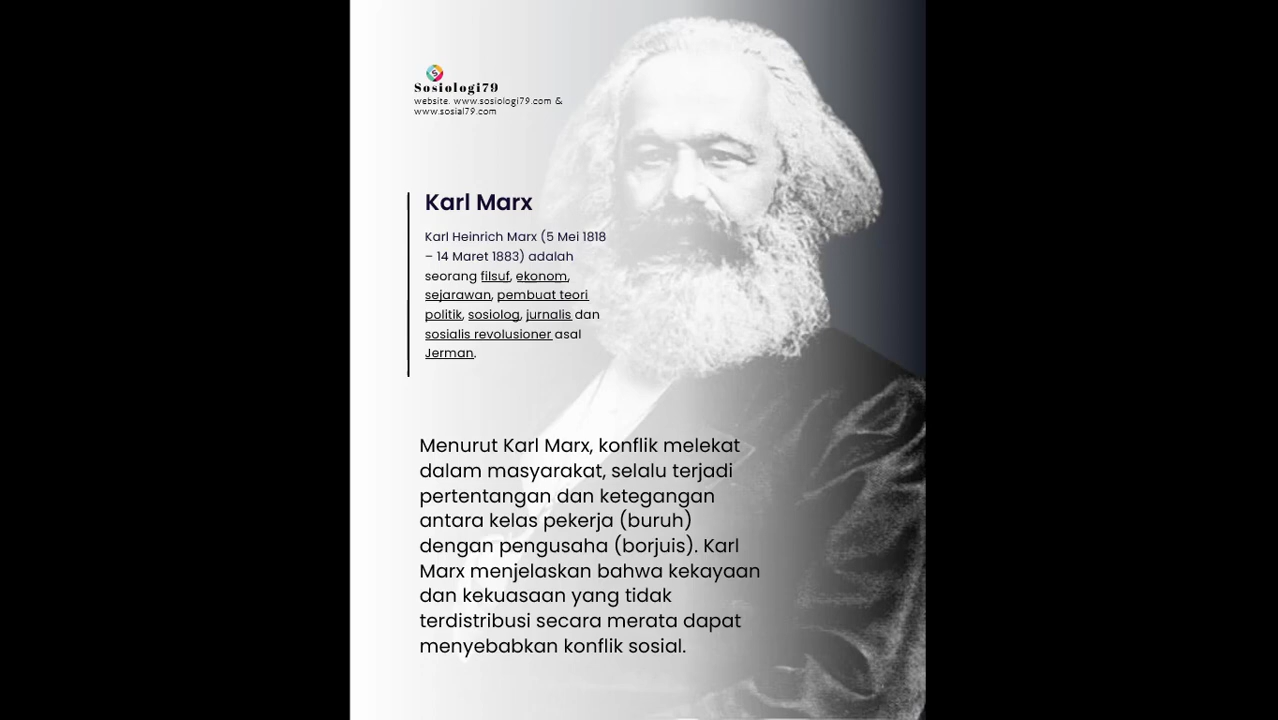 Sosiologi79
website. www.sosiologi79.com &
www.sosial79.com
Karl Marx
Karl Heinrich Marx (5 Mei 1818
– 14 Maret 1883) adalah
seorang filsuf, ekonom,
sejarawan, pembuat teori
politik, sosiolog, jurnalis dan
sosialis revolusioner asal
Jerman.
Menurut Karl Marx, konflik melekat
dalam masyarakat, selalu terjadi
pertentangan dan ketegangan
antara kelas pekerja (buruh)
dengan pengusaha (borjuis). Karl
Marx menjelaskan bahwa kekayaan
dan kekuasaan yang tidak
terdistribusi secara merata dapat
menyebabkan konflik sosial.